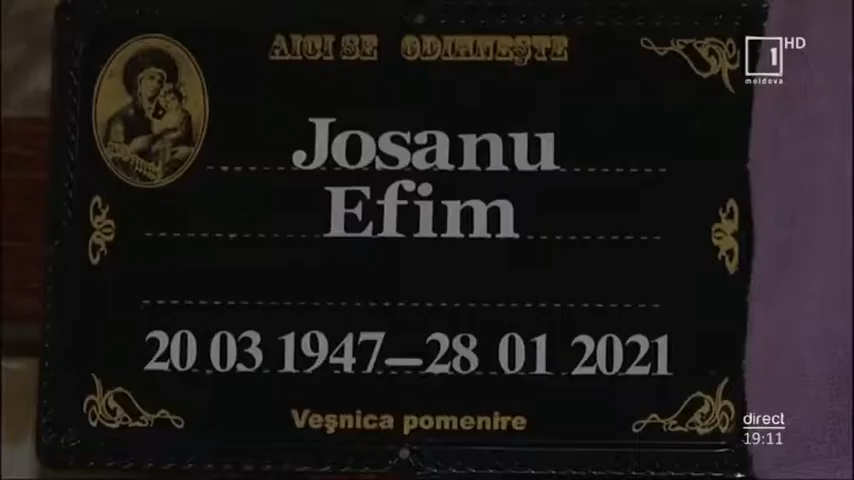 AICI SE ODIHNEŞTE
1 HD
moldova
Josanu
Efim
20 03 1947–28 01 2021
Veşnica pomenire
direct
19:11